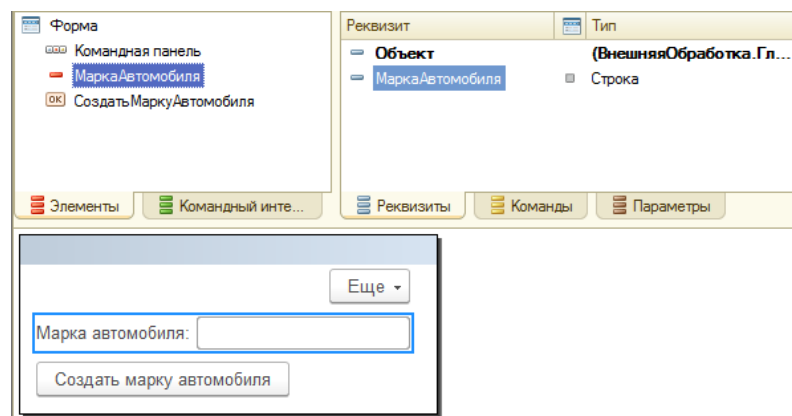 Форма
Командная панель
МаркаАвтомобиля
OK СоздатьМаркуАвтомобиля
Элементы Командный инте...
Реквизит Тип
Объект (ВнешняяОбработка.Гл...
МаркаАвтомобиля Строка
Реквизиты Команды Параметры
Еще
Марка автомобиля:
Создать марку автомобиля